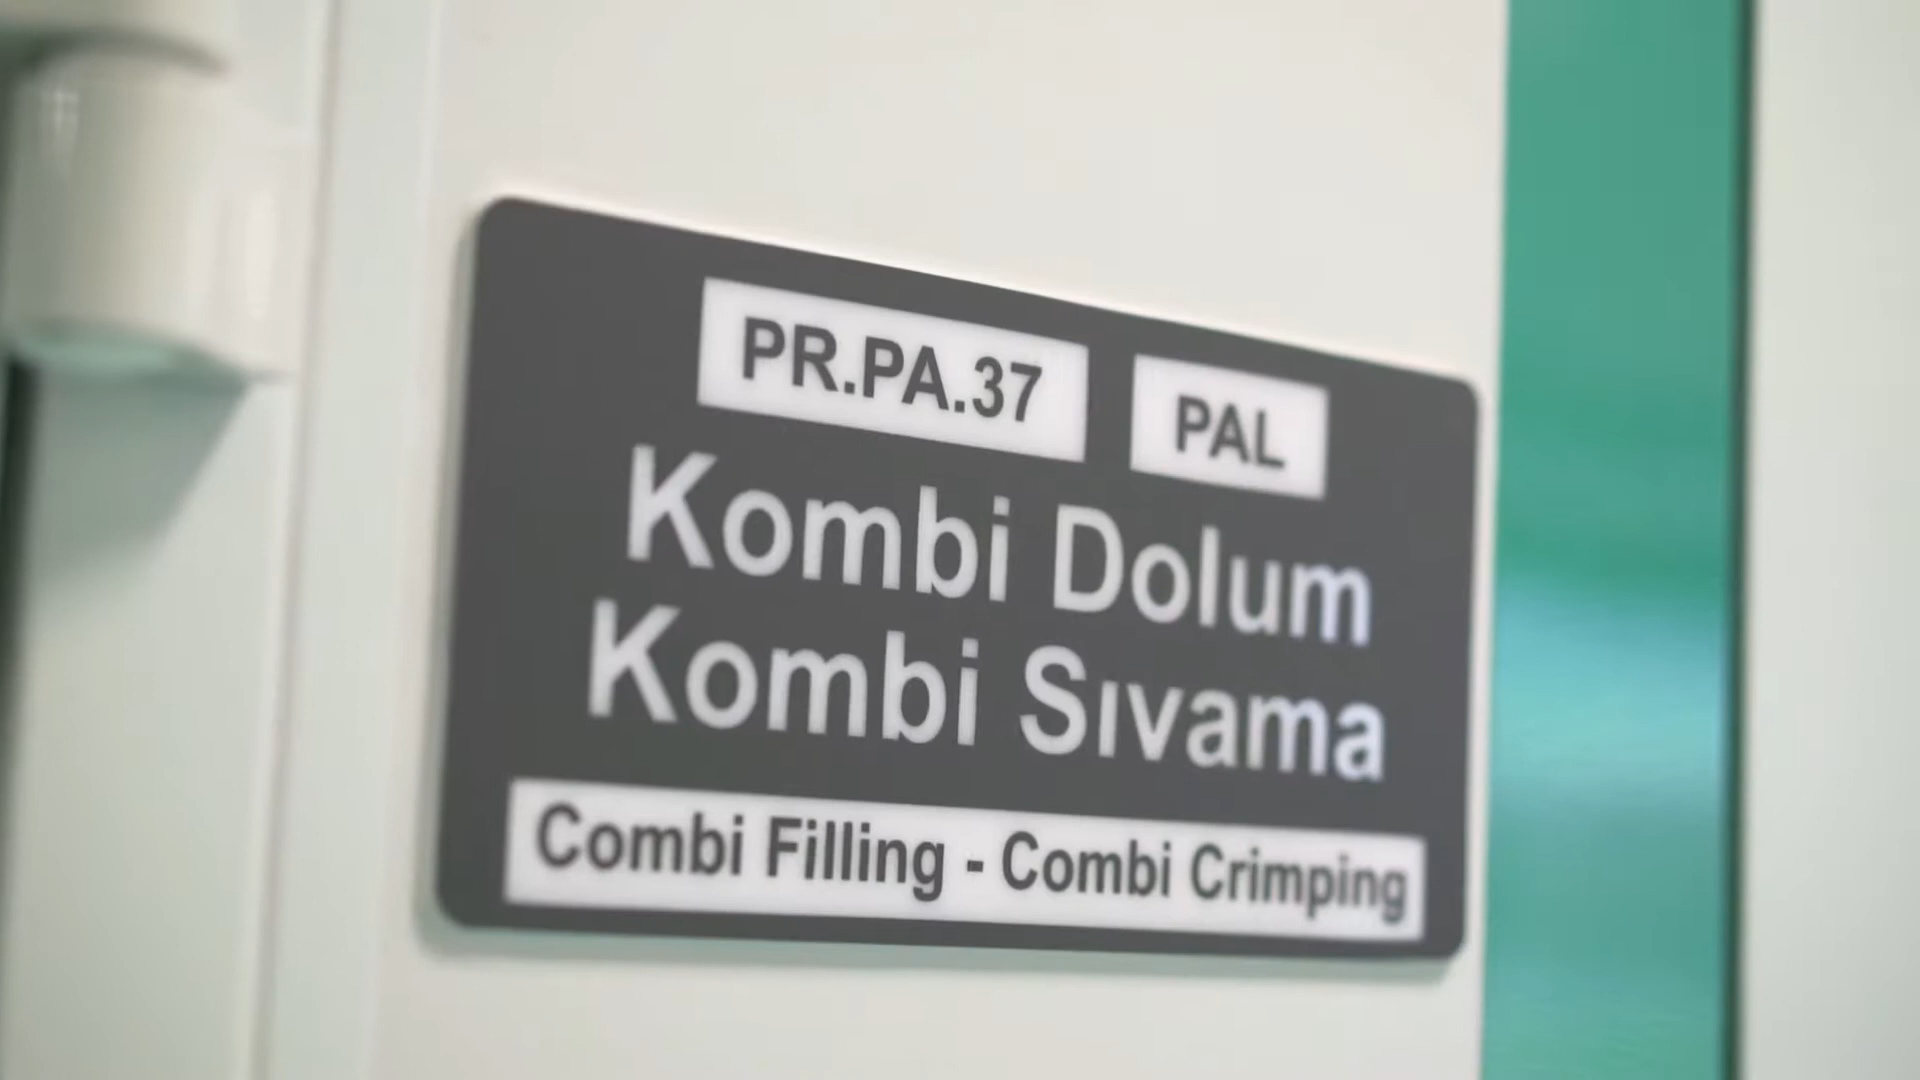 PR.PA.37 PAL
Kombi Dolum
Kombi Sıvama
Combi Filling - Combi Crimping